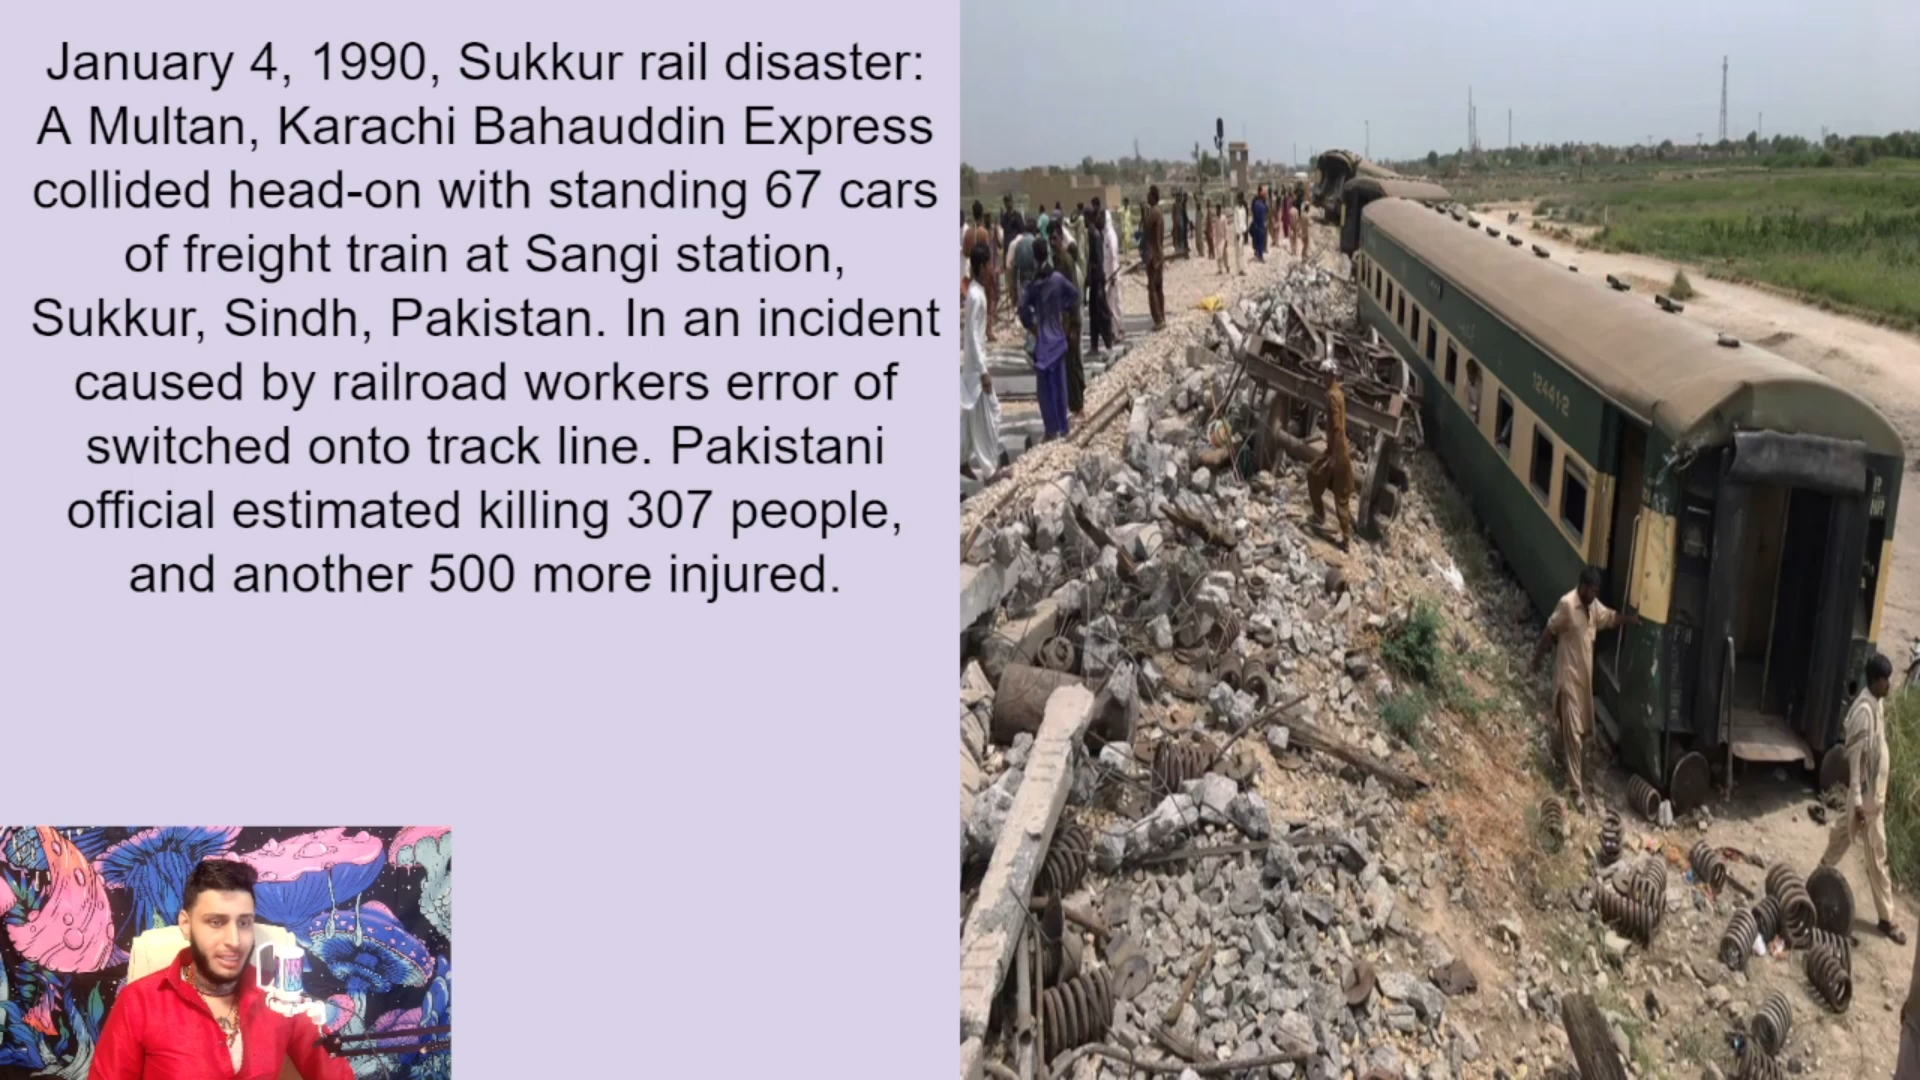 January 4, 1990, Sukkur rail disaster:
A Multan, Karachi Bahauddin Express
collided head-on with standing 67 cars
of freight train at Sangi station,
Sukkur, Sindh, Pakistan. In an incident
caused by railroad workers error of
switched onto track line. Pakistani
official estimated killing 307 people,
and another 500 more injured.
12441-2